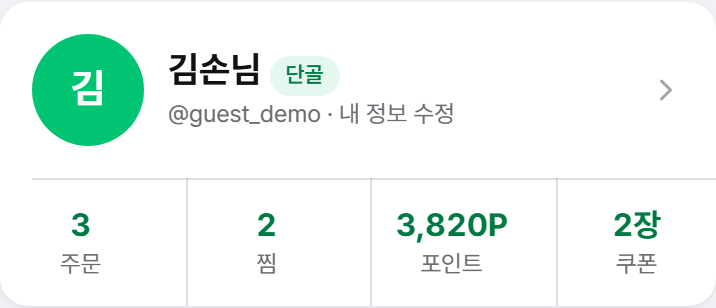 김
김손님 단골
@guest_demo · 내 정보 수정
3 2 3,820P 2장
주문 찜 포인트 쿠폰